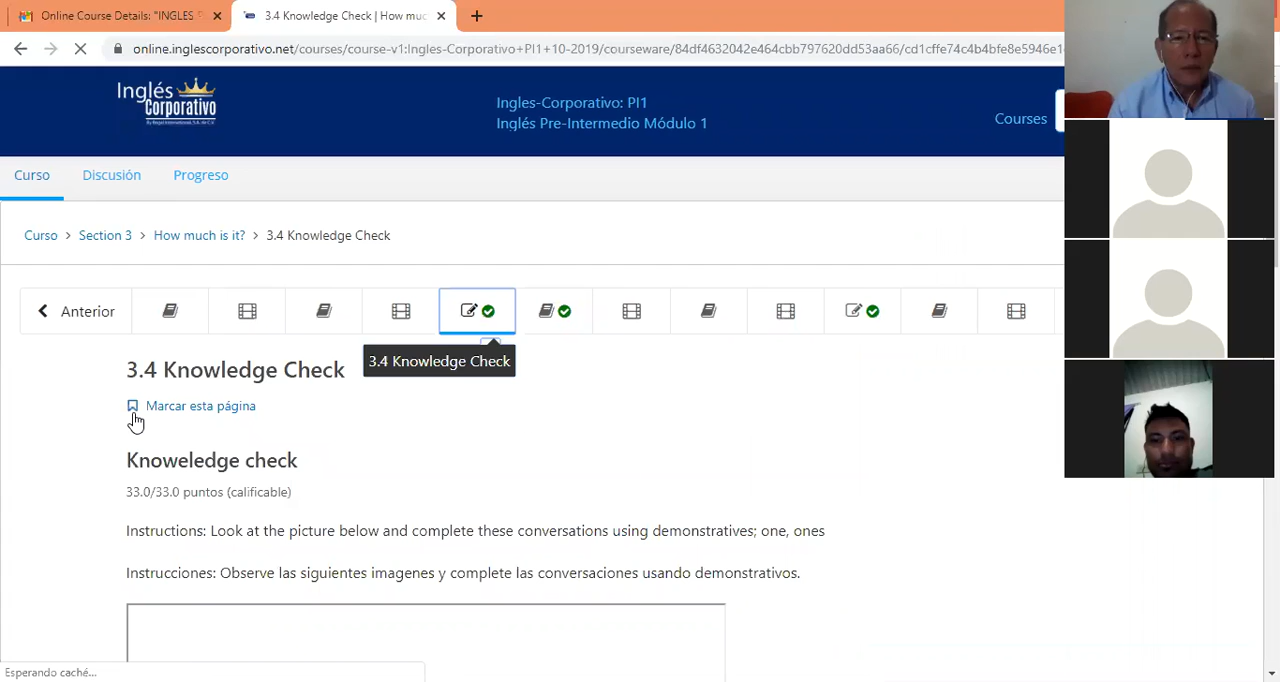 Online Course Details: "INGLES
3.4 Knowledge Check | How muc
online.inglescorporativo.net/courses/course-v1:Ingles-Corporativo+PI1+10-2019/courseware/84df4632042e464cbb797620dd53aa66/cd1cffe74c4b4bfe8e5946e1
Inglés
Corporativo
Ingles-Corporativo: PI1
Inglés Pre-Intermedio Módulo 1
Courses
Curso
Discusión
Progreso
Curso > Section 3 > How much is it? > 3.4 Knowledge Check
Anterior
3.4 Knowledge Check
3.4 Knowledge Check
Marcar esta página
Knoweledge check
33.0/33.0 puntos (calificable)
Instructions: Look at the picture below and complete these conversations using demonstratives; one, ones
Instrucciones: Observe las siguientes imagenes y complete las conversaciones usando demonstrativos.
Esperando caché...